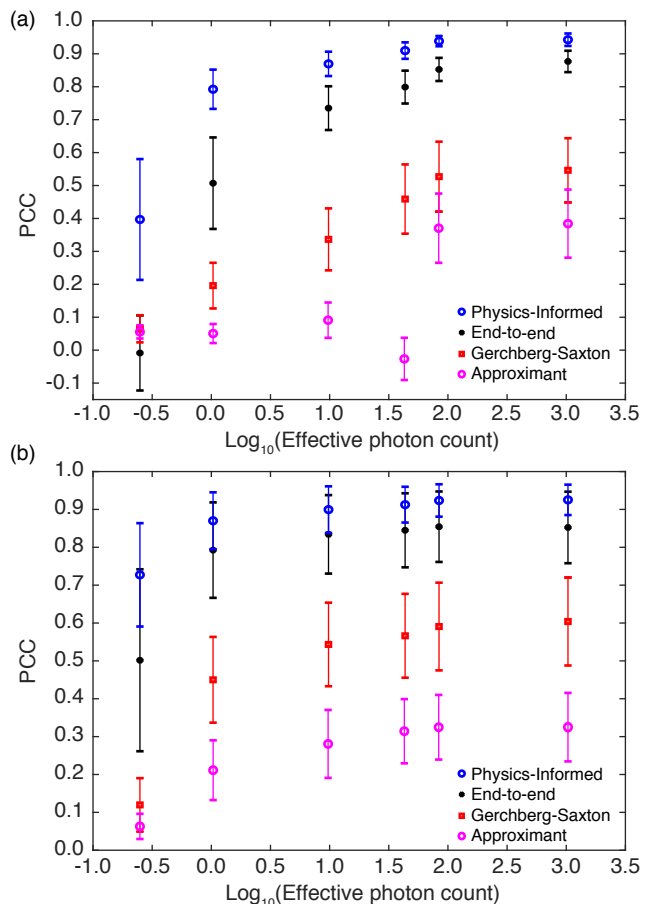 (a)
1.0
0.9
0.8
0.7
0.6
0.5
0.4
0.3
0.2
0.1
0.0
-0.1
PCC
Physics-Informed
End-to-end
Gerchberg-Saxton
Approximant
-1.0 -0.5 0.0 0.5 1.0 1.5 2.0 2.5 3.0 3.5
Log10(Effective photon count)
(b)
1.0
0.9
0.8
0.7
0.6
0.5
0.4
0.3
0.2
0.1
0.0
PCC
Physics-Informed
End-to-end
Gerchberg-Saxton
Approximant
-1.0 -0.5 0.0 0.5 1.0 1.5 2.0 2.5 3.0 3.5
Log10(Effective photon count)